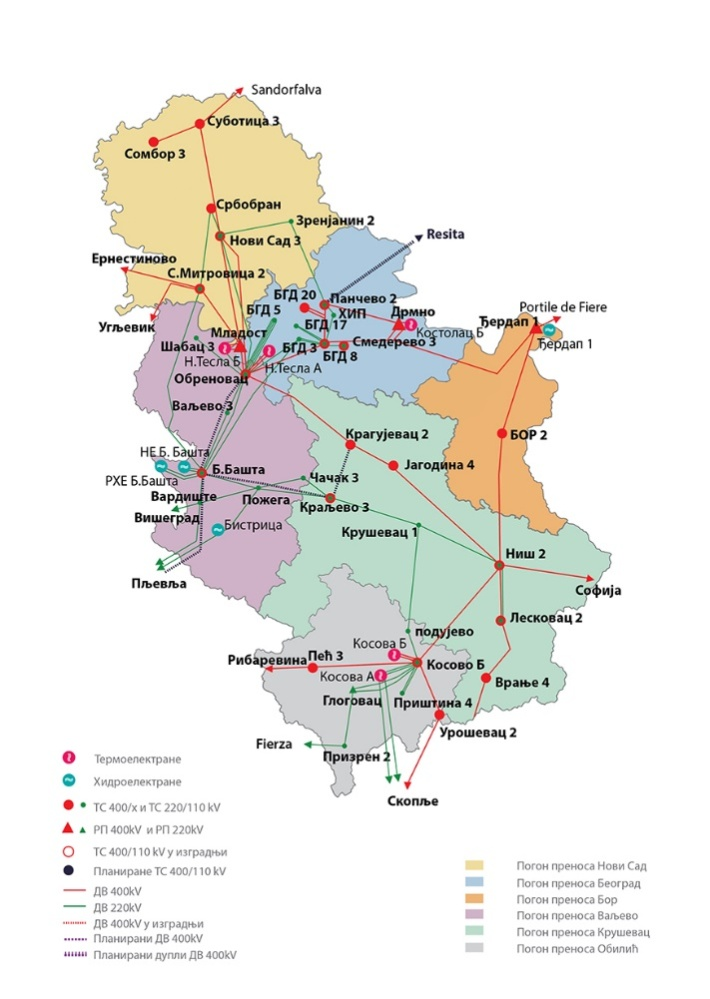 Sandorfalva
Суботица 3
Сомбор 3
Србобран
Зрењанин 2
Нови Сад 3
Resita
Ернестиново
С.Митровица 2
БГД 20
Панчево 2
Portile de Fiere
БГД 5
ХИП
Дрмно
Ђердап 1
Угљевик
Младост
БГД 17
Костолац Б
Ђердап 1
Шабац 3
БГД 3
Смедерево 3
Н.Тесла Б
БГД 8
Н.Тесла А
Обреновац
Ваљево 3
Крагујевац 2
БОР 2
НЕ Б. Башта
Б.Башта
Јагодина 4
РХЕ Б.Башта
Чачак 3
Вардиште
Пожега
Краљево 3
Вишеград
Бистрица
Крушевац 1
Ниш 2
Пљевља
Софија
Лесковац 2
подујево
Косова Б
Рибаревина
Пећ 3
Косово Б
Косова А
Врање 4
Глоговац
Приштина 4
Урошевац 2
Fierza
Призрен 2
Скопље
Термоелектране
Хидроелектране
ТС 400/x и ТС 220/110 kV
РП 400kV и РП 220kV
ТС 400/110 kV у изградњи
Планиране ТС 400/110 kV
ДВ 400kV
ДВ 220kV
ДВ 400kV у изградњи
Планирани ДВ 400kV
Планирани дупли ДВ 400kV
Погон преноса Нови Сад
Погон преноса Београд
Погон преноса Бор
Погон преноса Ваљево
Погон преноса Крушевац
Погон преноса Обилић